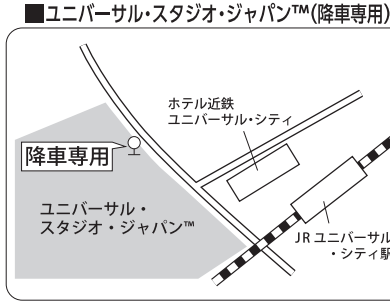 ■ユニバーサル・スタジオ・ジャパン™(降車専用)
ホテル近鉄
ユニバーサル・シティ
降車専用
ユニバーサル・
スタジオ・ジャパン™
JRユニバーサル
・シティ駅